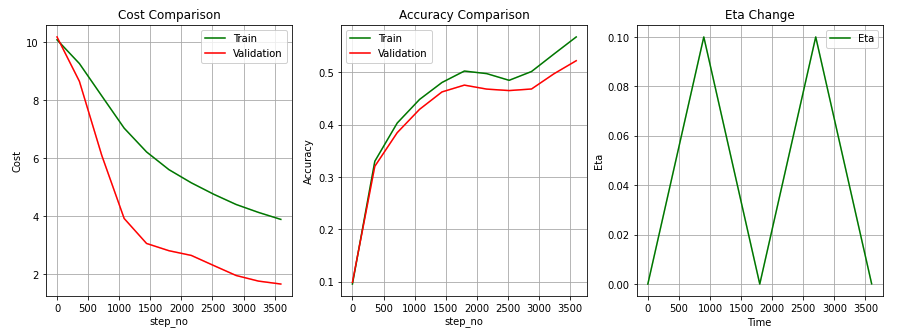 Cost Comparison
Train
Validation
10
8
6
4
2
Cost
0 500 1000 1500 2000 2500 3000 3500
step_no
Accuracy Comparison
Train
Validation
0.5
0.4
0.3
0.2
0.1
Accuracy
0 500 1000 1500 2000 2500 3000 3500
step_no
Eta Change
Eta
0.10
0.08
0.06
0.04
0.02
0.00
Eta
0 500 1000 1500 2000 2500 3000 3500
Time